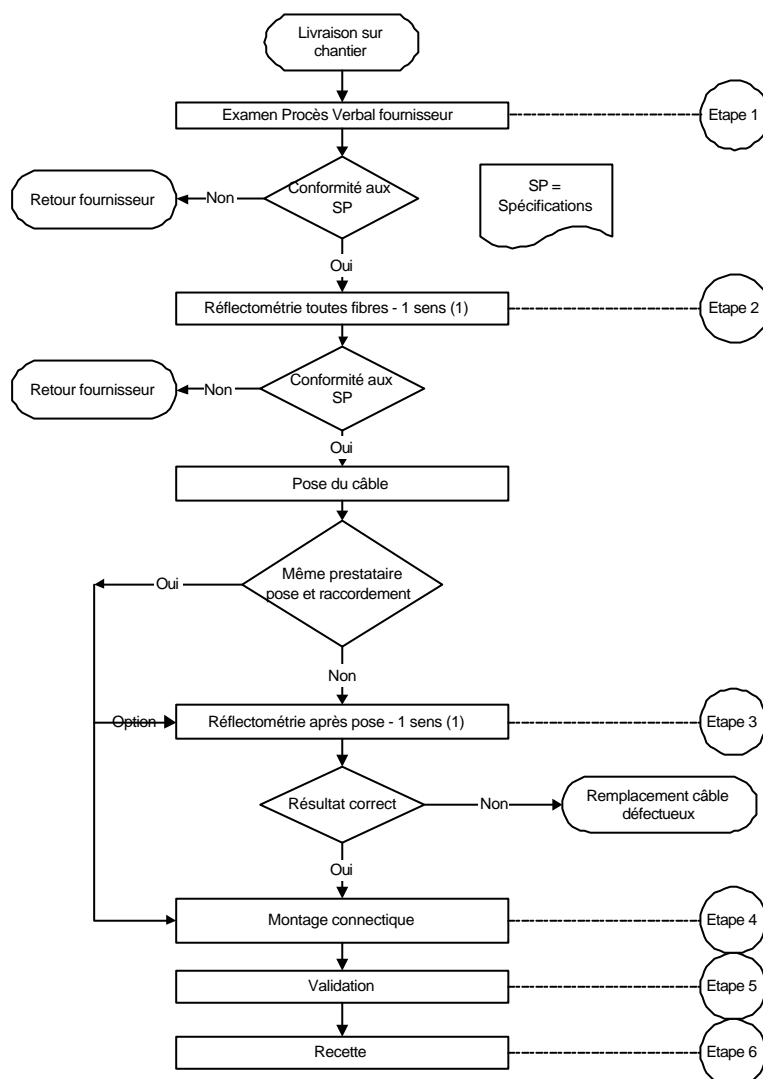 Livraison sur
chantier
Examen Procès Verbal fournisseur
Etape 1
Retour fournisseur
Non
Conformité aux
SP
SP =
Spécifications
Oui
Réflectométrie toutes fibres - 1 sens (1)
Etape 2
Retour fournisseur
Non
Conformité aux
SP
Oui
Pose du câble
Oui
Même prestataire
pose et raccordement
Non
Option
Réflectométrie après pose - 1 sens (1)
Etape 3
Résultat correct
Non
Remplacement câble
défectueux
Oui
Montage connectique
Etape 4
Validation
Etape 5
Recette
Etape 6